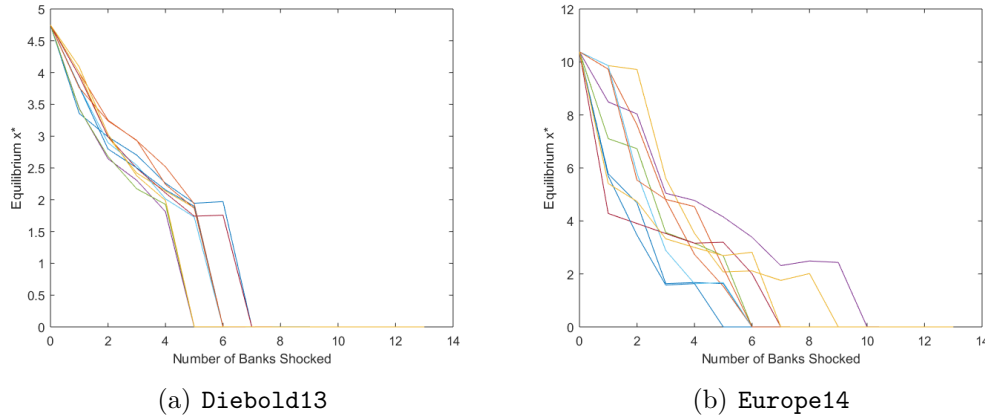 5
4.5
4
3.5
3
2.5
2
1.5
1
0.5
0
Equilibrium x*
0 2 4 6 8 10 12 14
Number of Banks Shocked
(a) Diebold13
12
10
8
6
4
2
0
Equilibrium x*
0 2 4 6 8 10 12 14
Number of Banks Shocked
(b) Europe14